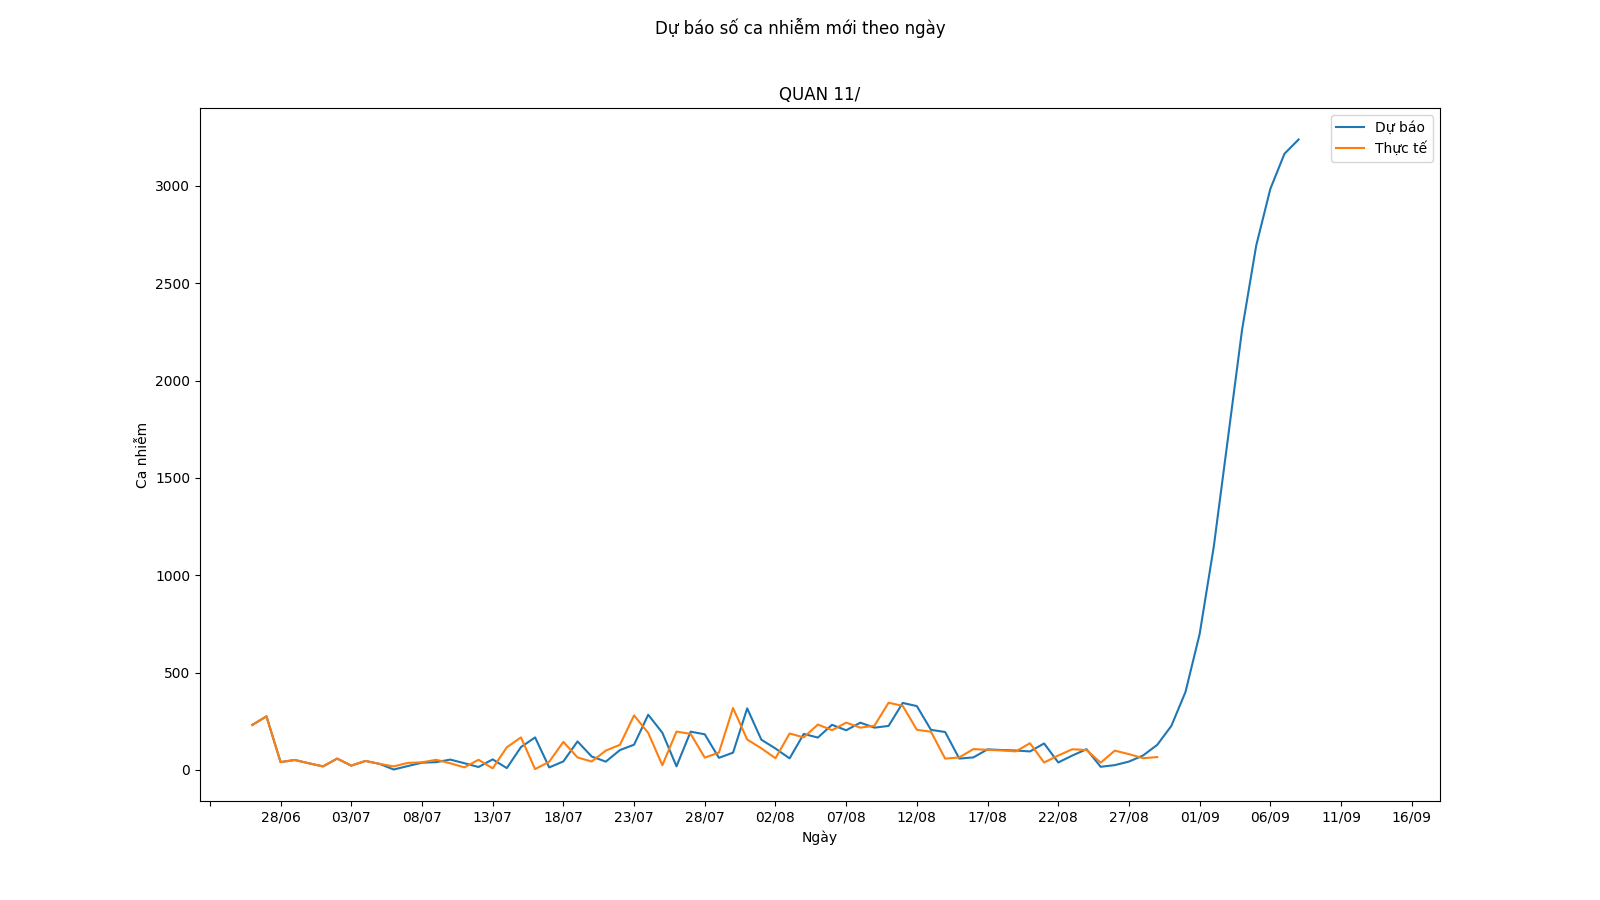 Dự báo số ca nhiễm mới theo ngày
QUAN 11/
Dự báo
Thực tế
3000
2500
2000
1500
1000
500
0
Ca nhiễm
28/06 03/07 08/07 13/07 18/07 23/07 28/07 02/08 07/08 12/08 17/08 22/08 27/08 01/09 06/09 11/09 16/09
Ngày